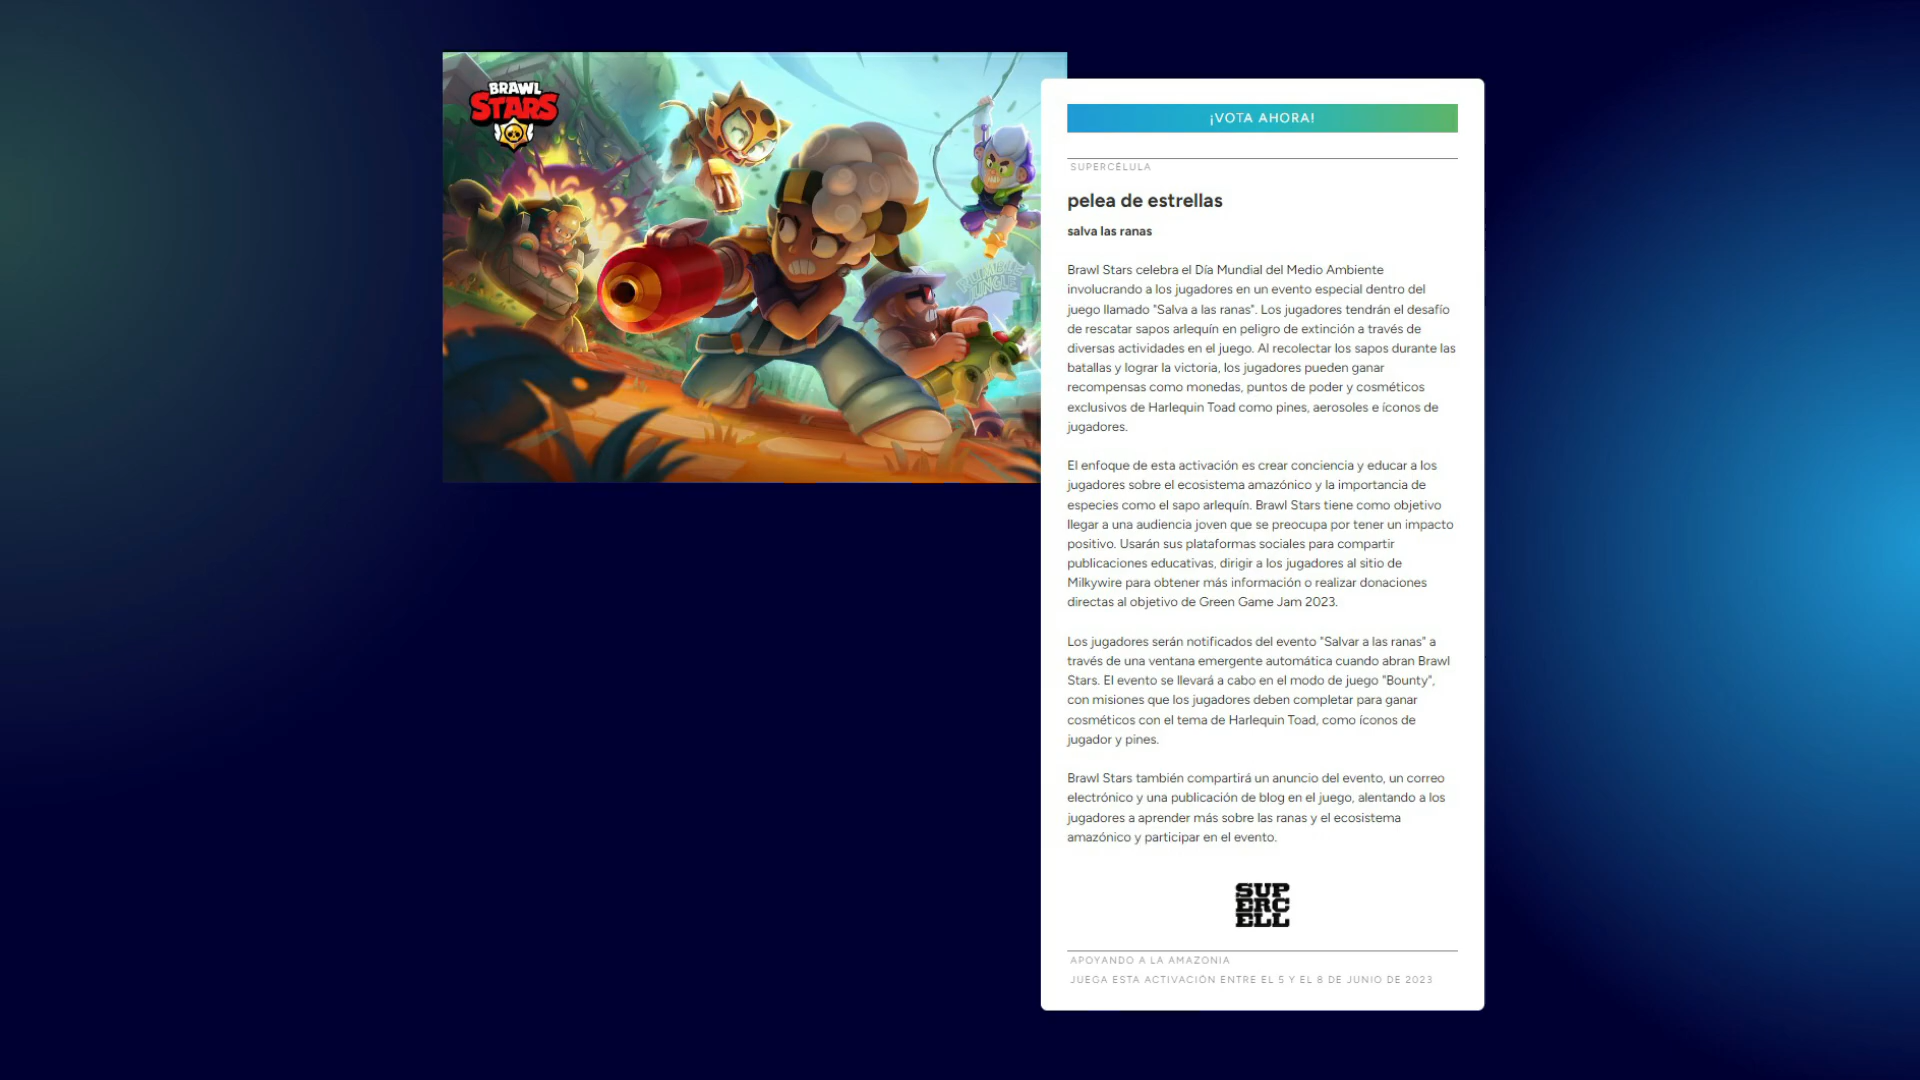 BRAWL
STARS
RUMBLE
JUNGLE
¡VOTA AHORA!
SUPERCÉLULA
pelea de estrellas
salva las ranas
Brawl Stars celebra el Día Mundial del Medio Ambiente
involucrando a los jugadores en un evento especial dentro del
juego llamado "Salva a las ranas". Los jugadores tendrán el desafío
de rescatar sapos arlequín en peligro de extinción a través de
diversas actividades en el juego. Al recolectar los sapos durante las
batallas y lograr la victoria, los jugadores pueden ganar
recompensas como monedas, puntos de poder y cosméticos
exclusivos de Harlequin Toad como pines, aerosoles e íconos de
jugadores.
El enfoque de esta activación es crear conciencia y educar a los
jugadores sobre el ecosistema amazónico y la importancia de
especies como el sapo arlequín. Brawl Stars tiene como objetivo
llegar a una audiencia joven que se preocupa por tener un impacto
positivo. Usarán sus plataformas sociales para compartir
publicaciones educativas, dirigir a los jugadores al sitio de
Milkywire para obtener más información o realizar donaciones
directas al objetivo de Green Game Jam 2023.
Los jugadores serán notificados del evento "Salvar a las ranas" a
través de una ventana emergente automática cuando abran Brawl
Stars. El evento se llevará a cabo en el modo de juego "Bounty",
con misiones que los jugadores deben completar para ganar
cosméticos con el tema de Harlequin Toad, como íconos de
jugador y pines.
Brawl Stars también compartirá un anuncio del evento, un correo
electrónico y una publicación de blog en el juego, alentando a los
jugadores a aprender más sobre las ranas y el ecosistema
amazónico y participar en el evento.
SUP
ERC
ELL
APOYANDO A LA AMAZONIA
JUEGA ESTA ACTIVACIÓN ENTRE EL 5 Y EL 8 DE JUNIO DE 2023